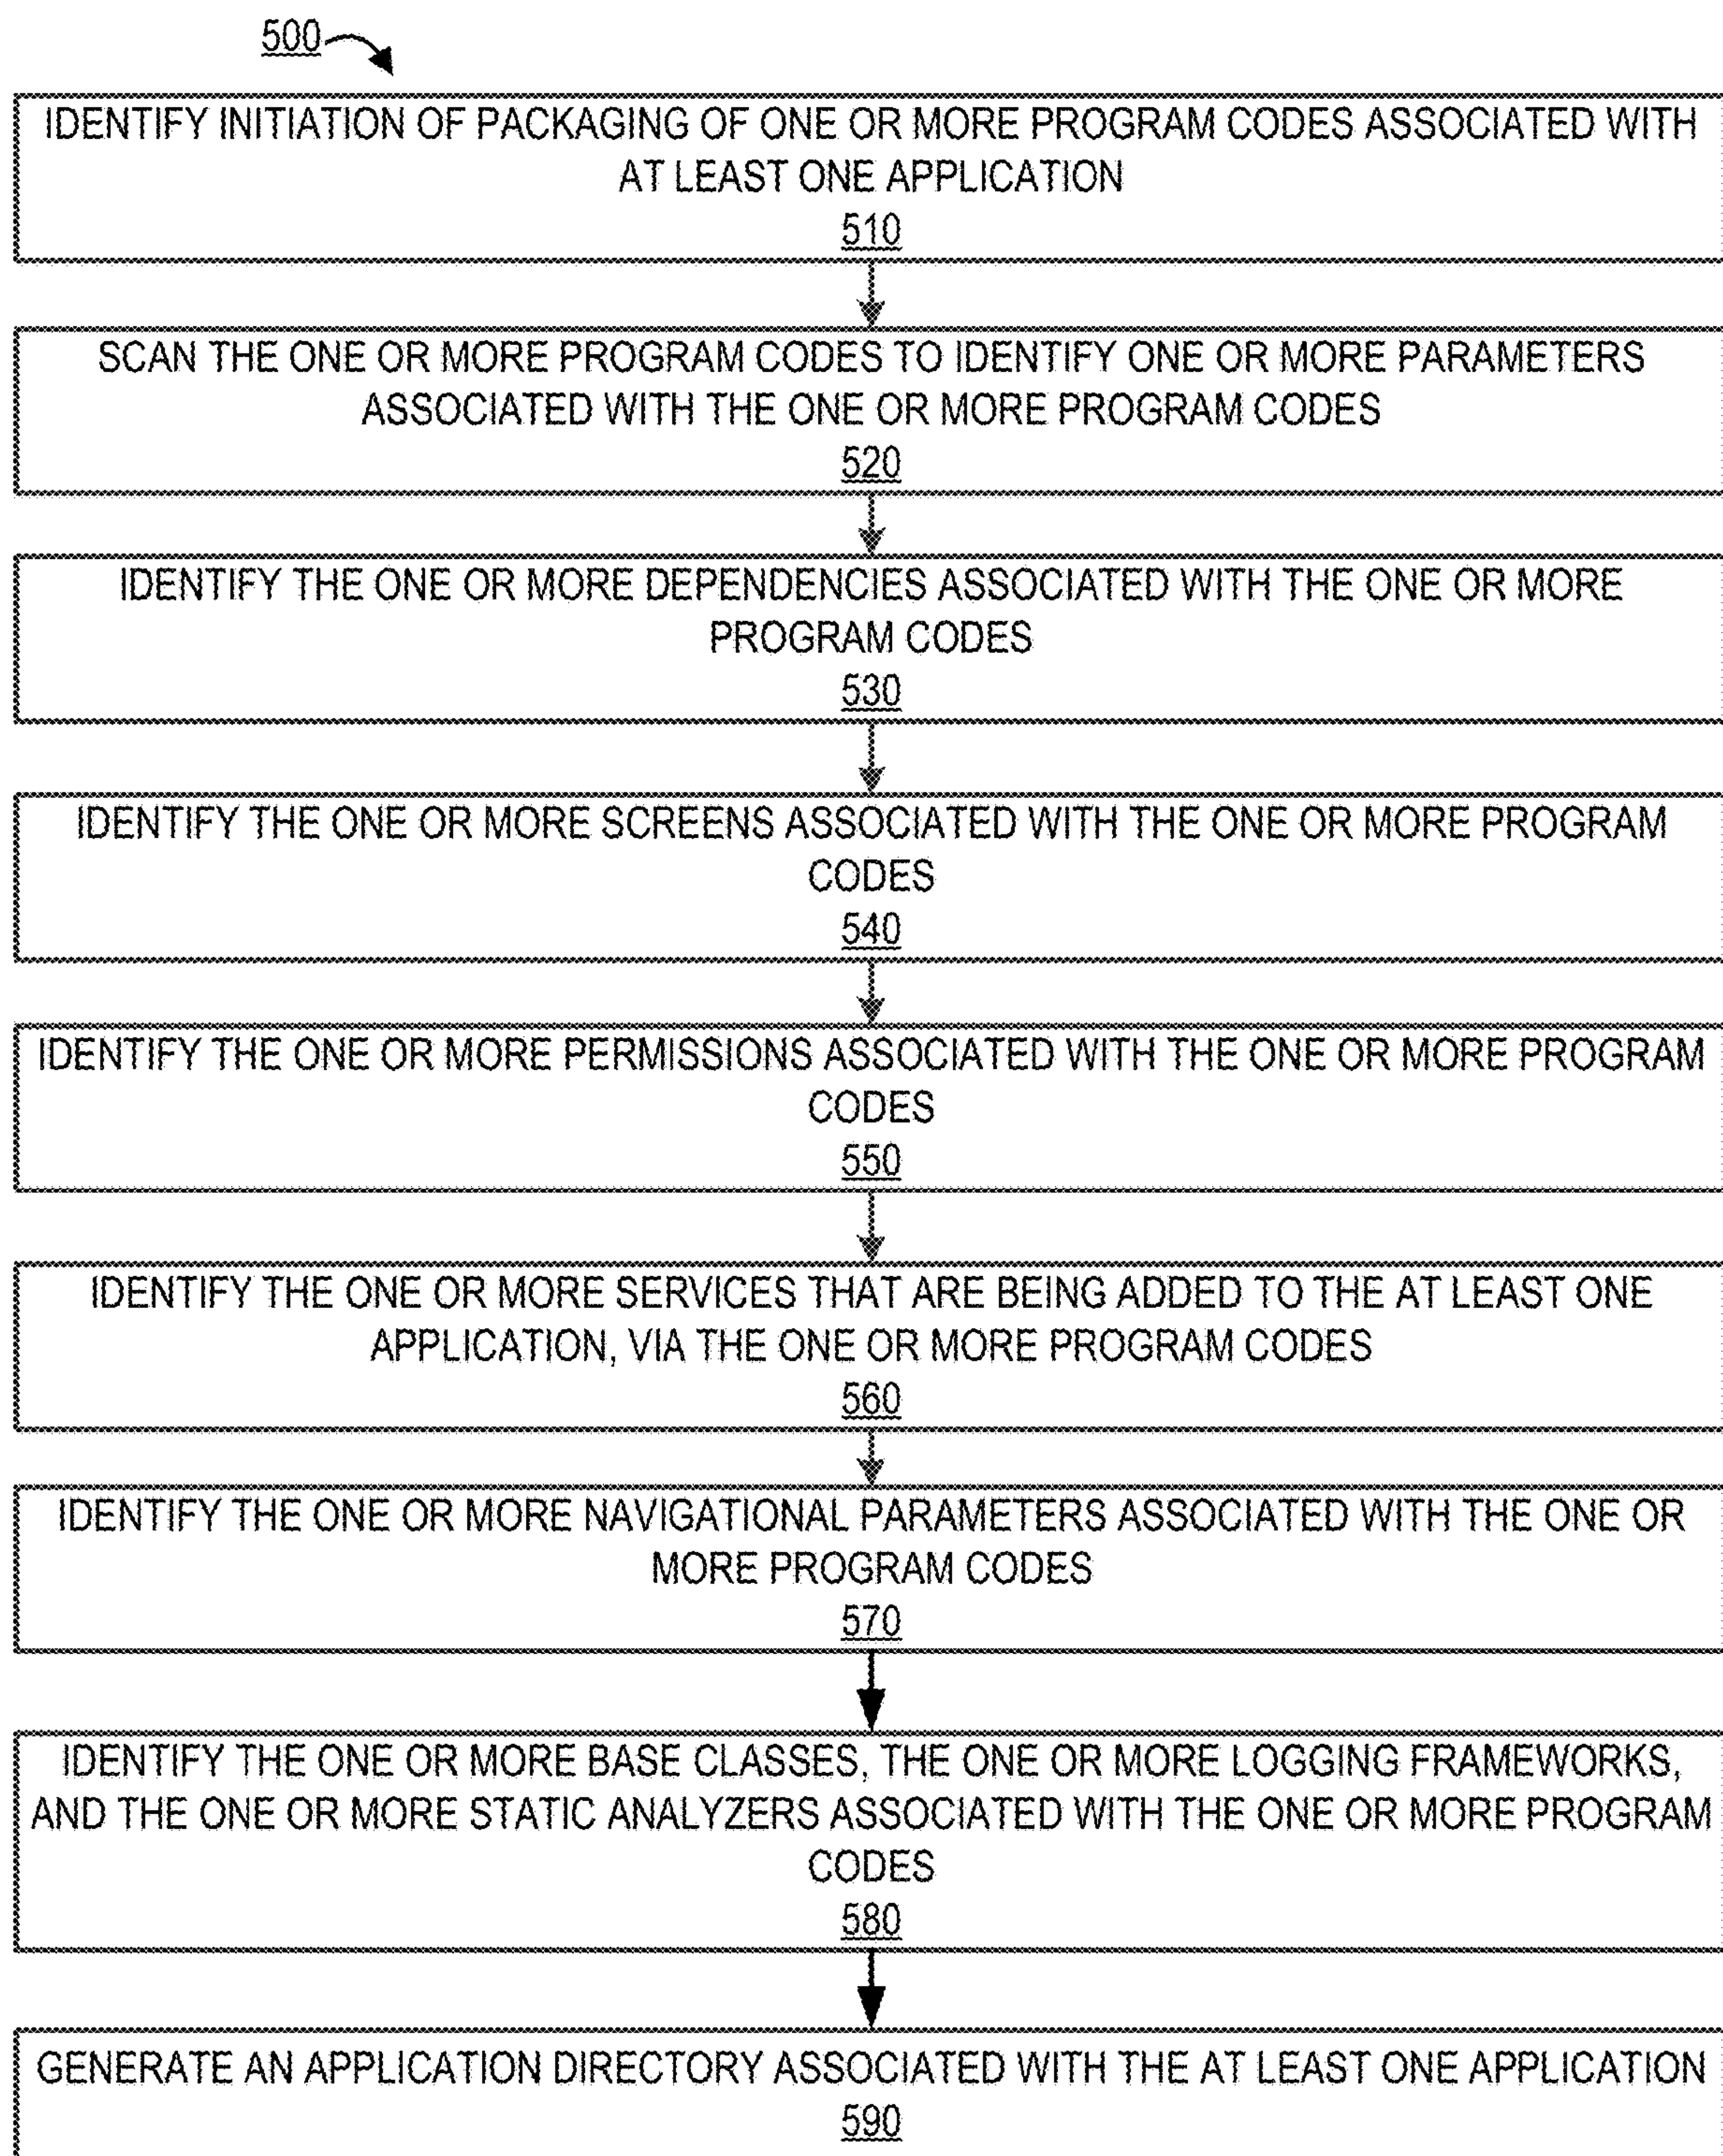 500
IDENTIFY INITIATION OF PACKAGING OF ONE OR MORE PROGRAM CODES ASSOCIATED WITH
AT LEAST ONE APPLICATION
510
SCAN THE ONE OR MORE PROGRAM CODES TO IDENTIFY ONE OR MORE PARAMETERS
ASSOCIATED WITH THE ONE OR MORE PROGRAM CODES
520
IDENTIFY THE ONE OR MORE DEPENDENCIES ASSOCIATED WITH THE ONE OR MORE
PROGRAM CODES
530
IDENTIFY THE ONE OR MORE SCREENS ASSOCIATED WITH THE ONE OR MORE PROGRAM
CODES
540
IDENTIFY THE ONE OR MORE PERMISSIONS ASSOCIATED WITH THE ONE OR MORE PROGRAM
CODES
550
IDENTIFY THE ONE OR MORE SERVICES THAT ARE BEING ADDED TO THE AT LEAST ONE
APPLICATION, VIA THE ONE OR MORE PROGRAM CODES
560
IDENTIFY THE ONE OR MORE NAVIGATIONAL PARAMETERS ASSOCIATED WITH THE ONE OR
MORE PROGRAM CODES
570
IDENTIFY THE ONE OR MORE BASE CLASSES, THE ONE OR MORE LOGGING FRAMEWORKS,
AND THE ONE OR MORE STATIC ANALYZERS ASSOCIATED WITH THE ONE OR MORE PROGRAM
CODES
580
GENERATE AN APPLICATION DIRECTORY ASSOCIATED WITH THE AT LEAST ONE APPLICATION
590